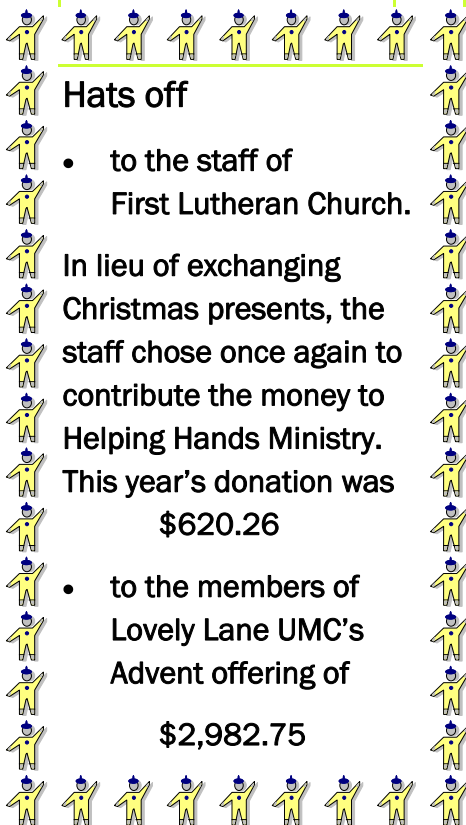 Hats off
• to the staff of
First Lutheran Church.
In lieu of exchanging
Christmas presents, the
staff chose once again to
contribute the money to
Helping Hands Ministry.
This year’s donation was
$620.26
• to the members of
Lovely Lane UMC’s
Advent offering of
$2,982.75